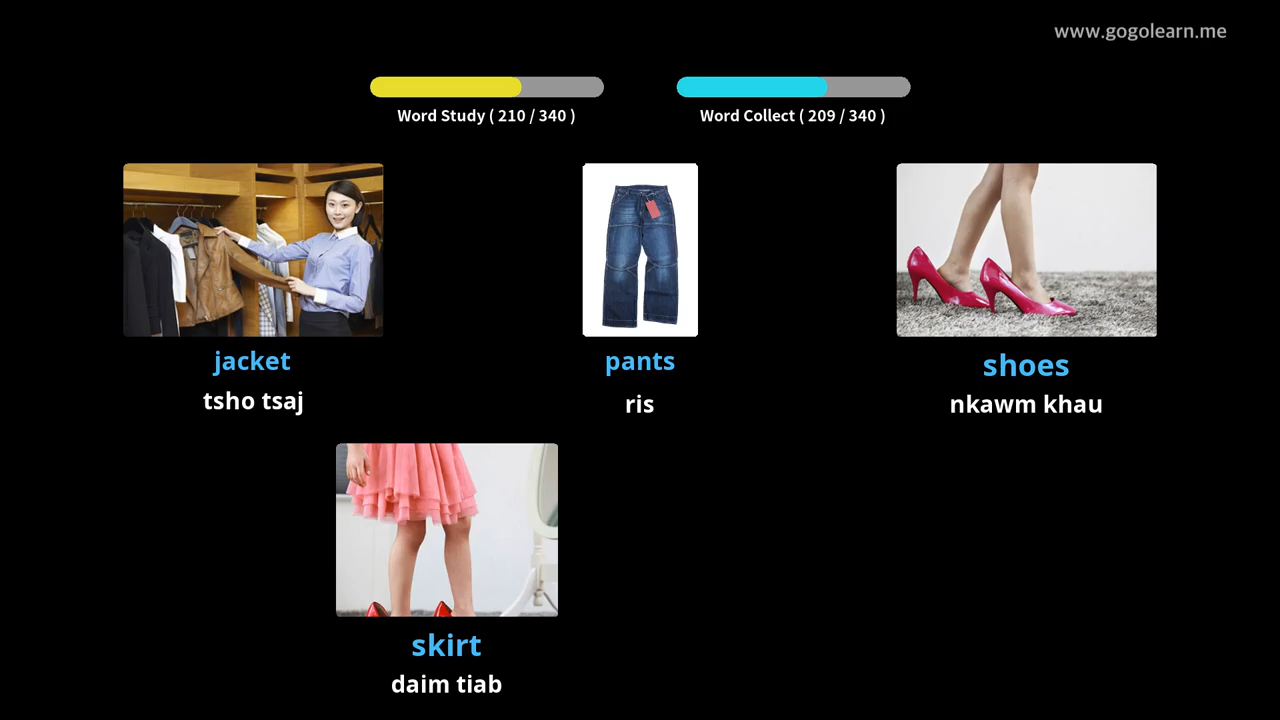 www.gogolearn.me
Word Study ( 210 / 340 )
Word Collect ( 209 / 340 )
jacket
tsho tsaj
pants
ris
shoes
nkawm khau
skirt
daim tiab